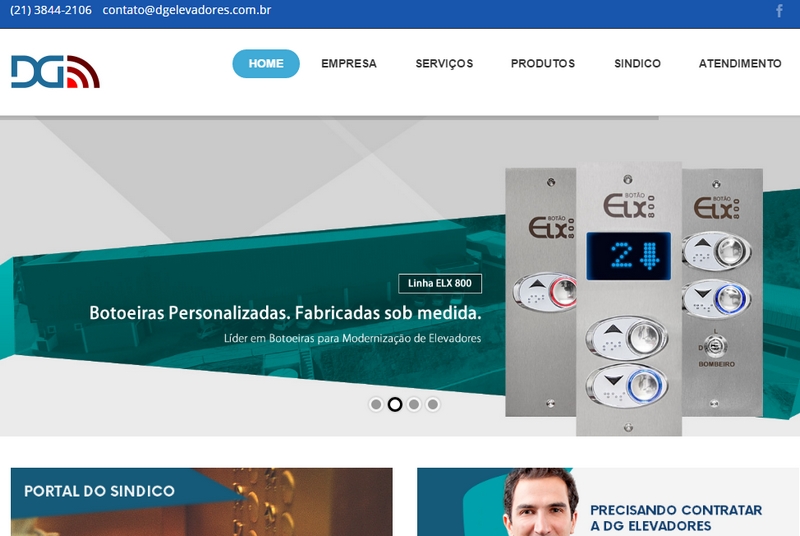 (21) 3844-2106 contato@dgelevadores.com.br
DG
HOME EMPRESA SERVIÇOS PRODUTOS SINDICO ATENDIMENTO
BOTÃO
ELX 800
BOTÃO
ELX 800
BOTÃO
ELX 800
2
Linha ELX 800
Botoeiras Personalizadas. Fabricadas sob medida.
Líder em Botoeiras para Modernização de Elevadores
L
D
BOMBEIRO
PORTAL DO SINDICO
PRECISANDO CONTRATAR
A DG ELEVADORES